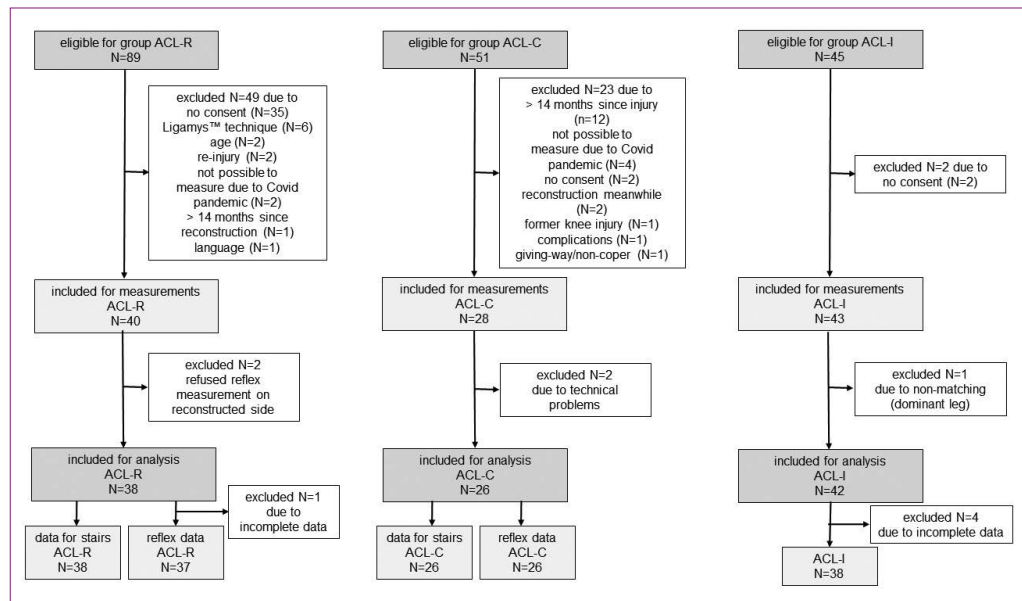 eligible for group ACL-R
N=89
excluded N=49 due to
no consent (N=35)
Ligamys™ technique (N=6)
age (N=2)
re-injury (N=2)
not possible to
measure due to Covid
pandemic (N=2)
> 14 months since
reconstruction (N=1)
language (N=1)
included for measurements
ACL-R
N=40
excluded N=2
refused reflex
measurement on
reconstructed side
included for analysis
ACL-R
N=38
excluded N=1
due to
incomplete data
data for stairs
ACL-R
N=38
reflex data
ACL-R
N=37
eligible for group ACL-C
N=51
excluded N=23 due to
> 14 months since injury
(n=12)
not possible to
measure due to Covid
pandemic (N=4)
no consent (N=2)
reconstruction meanwhile
(N=2)
former knee injury (N=1)
complications (N=1)
giving-way/non-coper (N=1)
included for measurements
ACL-C
N=28
excluded N=2
due to technical
problems
included for analysis
ACL-C
N=26
data for stairs
ACL-C
N=26
reflex data
ACL-C
N=26
eligible for group ACL-I
N=45
excluded N=2 due to
no consent (N=2)
included for measurements
ACL-I
N=43
excluded N=1
due to non-matching
(dominant leg)
included for analysis
ACL-I
N=42
excluded N=4
due to incomplete data
ACL-I
N=38